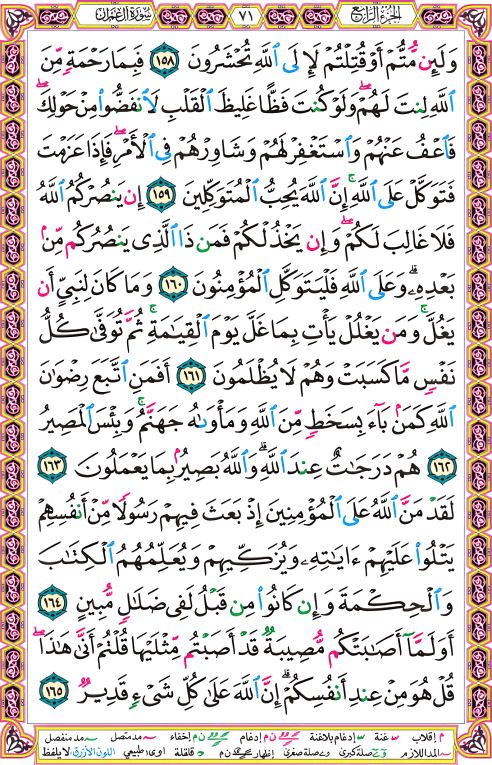 الجزء الرابع ٧١ سورة آل عمران
وَلَئِن مُّتُّمْ أَوْ قُتِلْتُمْ لَإِلَى ٱللَّهِ تُحْشَرُونَ ١٥٨ فَبِمَا رَحْمَةٍ مِّنَ
ٱللَّهِ لِنتَ لَهُمْ ۖ وَلَوْ كُنتَ فَظًّا غَلِيظَ ٱلْقَلْبِ لَٱنفَضُّوا۟ مِنْ حَوْلِكَ ۖ
فَٱعْفُ عَنْهُمْ وَٱسْتَغْفِرْ لَهُمْ وَشَاوِرْهُمْ فِى ٱلْأَمْرِ ۖ فَإِذَا عَزَمْتَ
فَتَوَكَّلْ عَلَى ٱللَّهِ ۚ إِنَّ ٱللَّهَ يُحِبُّ ٱلْمُتَوَكِّلِينَ ١٥٩ إِن يَنصُرْكُمُ ٱللَّهُ
فَلَا غَالِبَ لَكُمْ ۖ وَإِن يَخْذُلْكُمْ فَمَن ذَا ٱلَّذِى يَنصُرُكُم مِّنۢ
بَعْدِهِۦ ۗ وَعَلَى ٱللَّهِ فَلْيَتَوَكَّلِ ٱلْمُؤْمِنُونَ ١٦٠ وَمَا كَانَ لِنَبِىٍّ أَن
يَغُلَّ ۚ وَمَن يَغْلُلْ يَأْتِ بِمَا غَلَّ يَوْمَ ٱلْقِيَـٰمَةِ ۚ ثُمَّ تُوَفَّىٰ كُلُّ
نَفْسٍ مَّا كَسَبَتْ وَهُمْ لَا يُظْلَمُونَ ١٦١ أَفَمَنِ ٱتَّبَعَ رِضْوَٰنَ
ٱللَّهِ كَمَنۢ بَآءَ بِسَخَطٍ مِّنَ ٱللَّهِ وَمَأْوَىٰهُ جَهَنَّمُ ۚ وَبِئْسَ ٱلْمَصِيرُ
١٦٢ هُمْ دَرَجَـٰتٌ عِندَ ٱللَّهِ ۗ وَٱللَّهُ بَصِيرٌۢ بِمَا يَعْمَلُونَ ١٦٣
لَقَدْ مَنَّ ٱللَّهُ عَلَى ٱلْمُؤْمِنِينَ إِذْ بَعَثَ فِيهِمْ رَسُولًا مِّنْ أَنفُسِهِمْ
يَتْلُوا۟ عَلَيْهِمْ ءَايَـٰتِهِۦ وَيُزَكِّيهِمْ وَيُعَلِّمُهُمُ ٱلْكِتَـٰبَ
وَٱلْحِكْمَةَ وَإِن كَانُوا۟ مِن قَبْلُ لَفِى ضَلَـٰلٍ مُّبِينٍ ١٦٤
أَوَلَمَّآ أَصَـٰبَتْكُم مُّصِيبَةٌ قَدْ أَصَبْتُم مِّثْلَيْهَا قُلْتُمْ أَنَّىٰ هَـٰذَا ۖ
قُلْ هُوَ مِنْ عِندِ أَنفُسِكُمْ ۗ إِنَّ ٱللَّهَ عَلَىٰ كُلِّ شَىْءٍ قَدِيرٌ ١٦٥
م إقلاب غنة إدغام بلاغنة ن م إدغام ن م إخفاء مد متصل مد منفصل
المد اللازم صلة كبرى صلة صغرى إظهار ن م قلقلة اوى: طبيعي اللون الأزرق: لا يلفظ